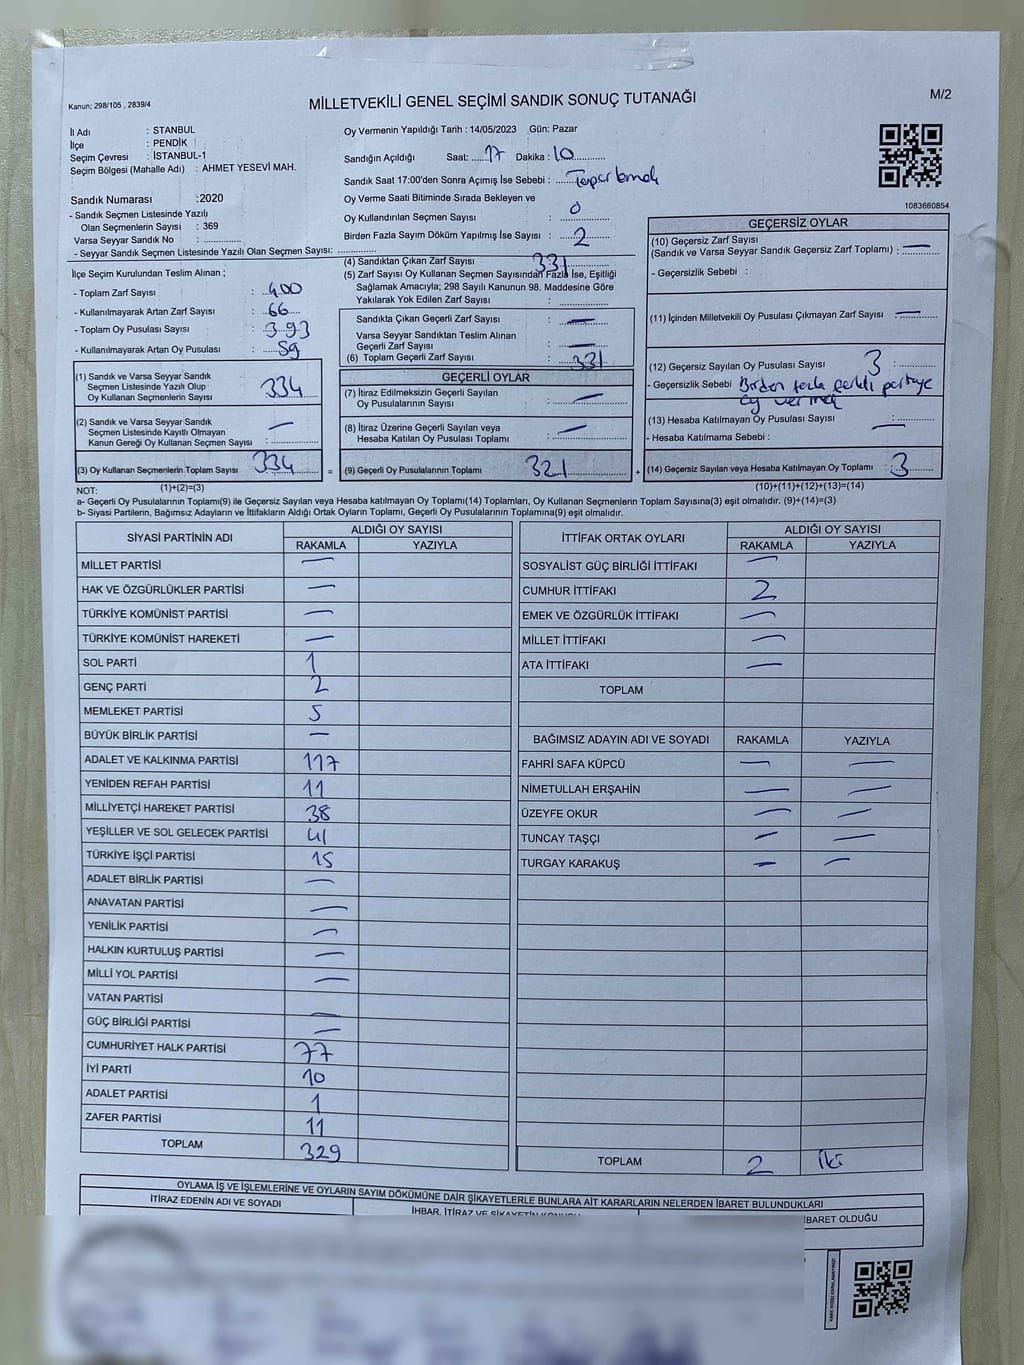 Kanun; 298/105 , 2839/4
MİLLETVEKİLİ GENEL SEÇİMİ SANDIK SONUÇ TUTANAĞI
M/2
İl Adı : STANBUL
İlçe : PENDİK
Seçim Çevresi : İSTANBUL-1
Seçim Bölgesi (Mahalle Adı) : AHMET YESEVİ MAH.
Sandık Numarası :2020
- Sandık Seçmen Listesinde Yazılı
Olan Seçmenlerin Sayısı : 369
Varsa Seyyar Sandık No : ..................
- Seyyar Sandık Seçmen Listesinde Yazılı Olan Seçmen Sayısı: ..................
Oy Vermenin Yapıldığı Tarih : 14/05/2023 Gün: Pazar
Sandığın Açıldığı Saat: 17 Dakika : 10
Sandık Saat 17:00'den Sonra Açımış İse Sebebi :
Oy Verme Saati Bitiminde Sırada Bekleyen ve
Oy Kullandırılan Seçmen Sayısı : 0
Birden Fazla Sayım Döküm Yapılmış İse Sayısı : 2
1083660854
İlçe Seçim Kurulundan Teslim Alınan ;
- Toplam Zarf Sayısı : 400
- Kullanılmayarak Artan Zarf Sayısı : 66
- Toplam Oy Pusulası Sayısı : 393
- Kullanılmayarak Artan Oy Pusulası : 59
(4) Sandıktan Çıkan Zarf Sayısı 331
(5) Zarf Sayısı Oy Kullanan Seçmen Sayısından Fazla İse, Eşitliği
Sağlamak Amacıyla; 298 Sayılı Kanunun 98. Maddesine Göre
Yakılarak Yok Edilen Zarf Sayısı :
Sandıkta Çıkan Geçerli Zarf Sayısı : —
Varsa Seyyar Sandıktan Teslim Alınan
Geçerli Zarf Sayısı : —
(6) Toplam Geçerli Zarf Sayısı : 331
GEÇERSİZ OYLAR
(10) Geçersiz Zarf Sayısı
(Sandık ve Varsa Seyyar Sandık Geçersiz Zarf Toplamı) : —
- Geçersizlik Sebebi :
(11) İçinden Milletvekili Oy Pusulası Çıkmayan Zarf Sayısı : —
(12) Geçersiz Sayılan Oy Pusulası Sayısı : 3
- Geçersizlik Sebebi : Birden fazla partiye
oy vermek
(13) Hesaba Katılmayan Oy Pusulası Sayısı : —
- Hesaba Katılmama Sebebi :
(14) Geçersiz Sayılan veya Hesaba Katılmayan Oy Toplamı : 3
(10)+(11)+(12)+(13)=(14)
(1) Sandık ve Varsa Seyyar Sandık
Seçmen Listesinde Yazılı Olup
Oy Kullanan Seçmenlerin Sayısı : 334
(2) Sandık ve Varsa Seyyar Sandık
Seçmen Listesinde Kayıtlı Olmayan
Kanun Gereği Oy Kullanan Seçmen Sayısı : —
(3) Oy Kullanan Seçmenlerin Toplam Sayısı : 334 =
(1)+(2)=(3)
GEÇERLİ OYLAR
(7) İtiraz Edilmeksizin Geçerli Sayılan
Oy Pusulalarının Sayısı : —
(8) İtiraz Üzerine Geçerli Sayılan veya
Hesaba Katılan Oy Pusulası Toplamı : —
(9) Geçerli Oy Pusulalarının Toplamı : 321 +
NOT:
a- Geçerli Oy Pusulalarının Toplamı(9) ile Geçersiz Sayılan veya Hesaba katılmayan Oy Toplamı(14) Toplamları, Oy Kullanan Seçmenlerin Toplam Sayısına(3) eşit olmalıdır. (9)+(14)=(3)
b- Siyasi Partilerin, Bağımsız Adayların ve İttifakların Aldığı Ortak Oyların Toplamı, Geçerli Oy Pusulalarının Toplamına(9) eşit olmalıdır.
SİYASİ PARTİNİN ADI ALDIĞI OY SAYISI
RAKAMLA YAZIYLA
MİLLET PARTİSİ —
HAK VE ÖZGÜRLÜKLER PARTİSİ —
TÜRKİYE KOMÜNİST PARTİSİ —
TÜRKİYE KOMÜNİST HAREKETİ —
SOL PARTİ 1
GENÇ PARTİ 2
MEMLEKET PARTİSİ 5
BÜYÜK BİRLİK PARTİSİ —
ADALET VE KALKINMA PARTİSİ 117
YENİDEN REFAH PARTİSİ 11
MİLLİYETÇİ HAREKET PARTİSİ 38
YEŞİLLER VE SOL GELECEK PARTİSİ 41
TÜRKİYE İŞÇİ PARTİSİ 15
ADALET BİRLİK PARTİSİ —
ANAVATAN PARTİSİ —
YENİLİK PARTİSİ —
HALKIN KURTULUŞ PARTİSİ —
MİLLİ YOL PARTİSİ —
VATAN PARTİSİ —
GÜÇ BİRLİĞİ PARTİSİ —
CUMHURİYET HALK PARTİSİ 77
İYİ PARTİ 10
ADALET PARTİSİ 1
ZAFER PARTİSİ 11
TOPLAM 329
İTTİFAK ORTAK OYLARI ALDIĞI OY SAYISI
RAKAMLA YAZIYLA
SOSYALİST GÜÇ BİRLİĞİ İTTİFAKI —
CUMHUR İTTİFAKI 2
EMEK VE ÖZGÜRLÜK İTTİFAKI —
MİLLET İTTİFAKI —
ATA İTTİFAKI —
TOPLAM
BAĞIMSIZ ADAYIN ADI VE SOYADI RAKAMLA YAZIYLA
FAHRİ SAFA KÜPCÜ — —
NİMETULLAH ERŞAHİN — —
ÜZEYFE OKUR — —
TUNCAY TAŞÇI — —
TURGAY KARAKUŞ — —
TOPLAM 2 İki
OYLAMA İŞ VE İŞLEMLERİNE VE OYLARIN SAYIM DÖKÜMÜNE DAİR ŞİKAYETLERLE BUNLARA AİT KARARLARIN NELERDEN İBARET BULUNDUKLARI
İTİRAZ EDENİN ADI VE SOYADI
İHBAR, İTİRAZ VE ŞİKAYETİN KONUSU
İBARET OLDUĞU